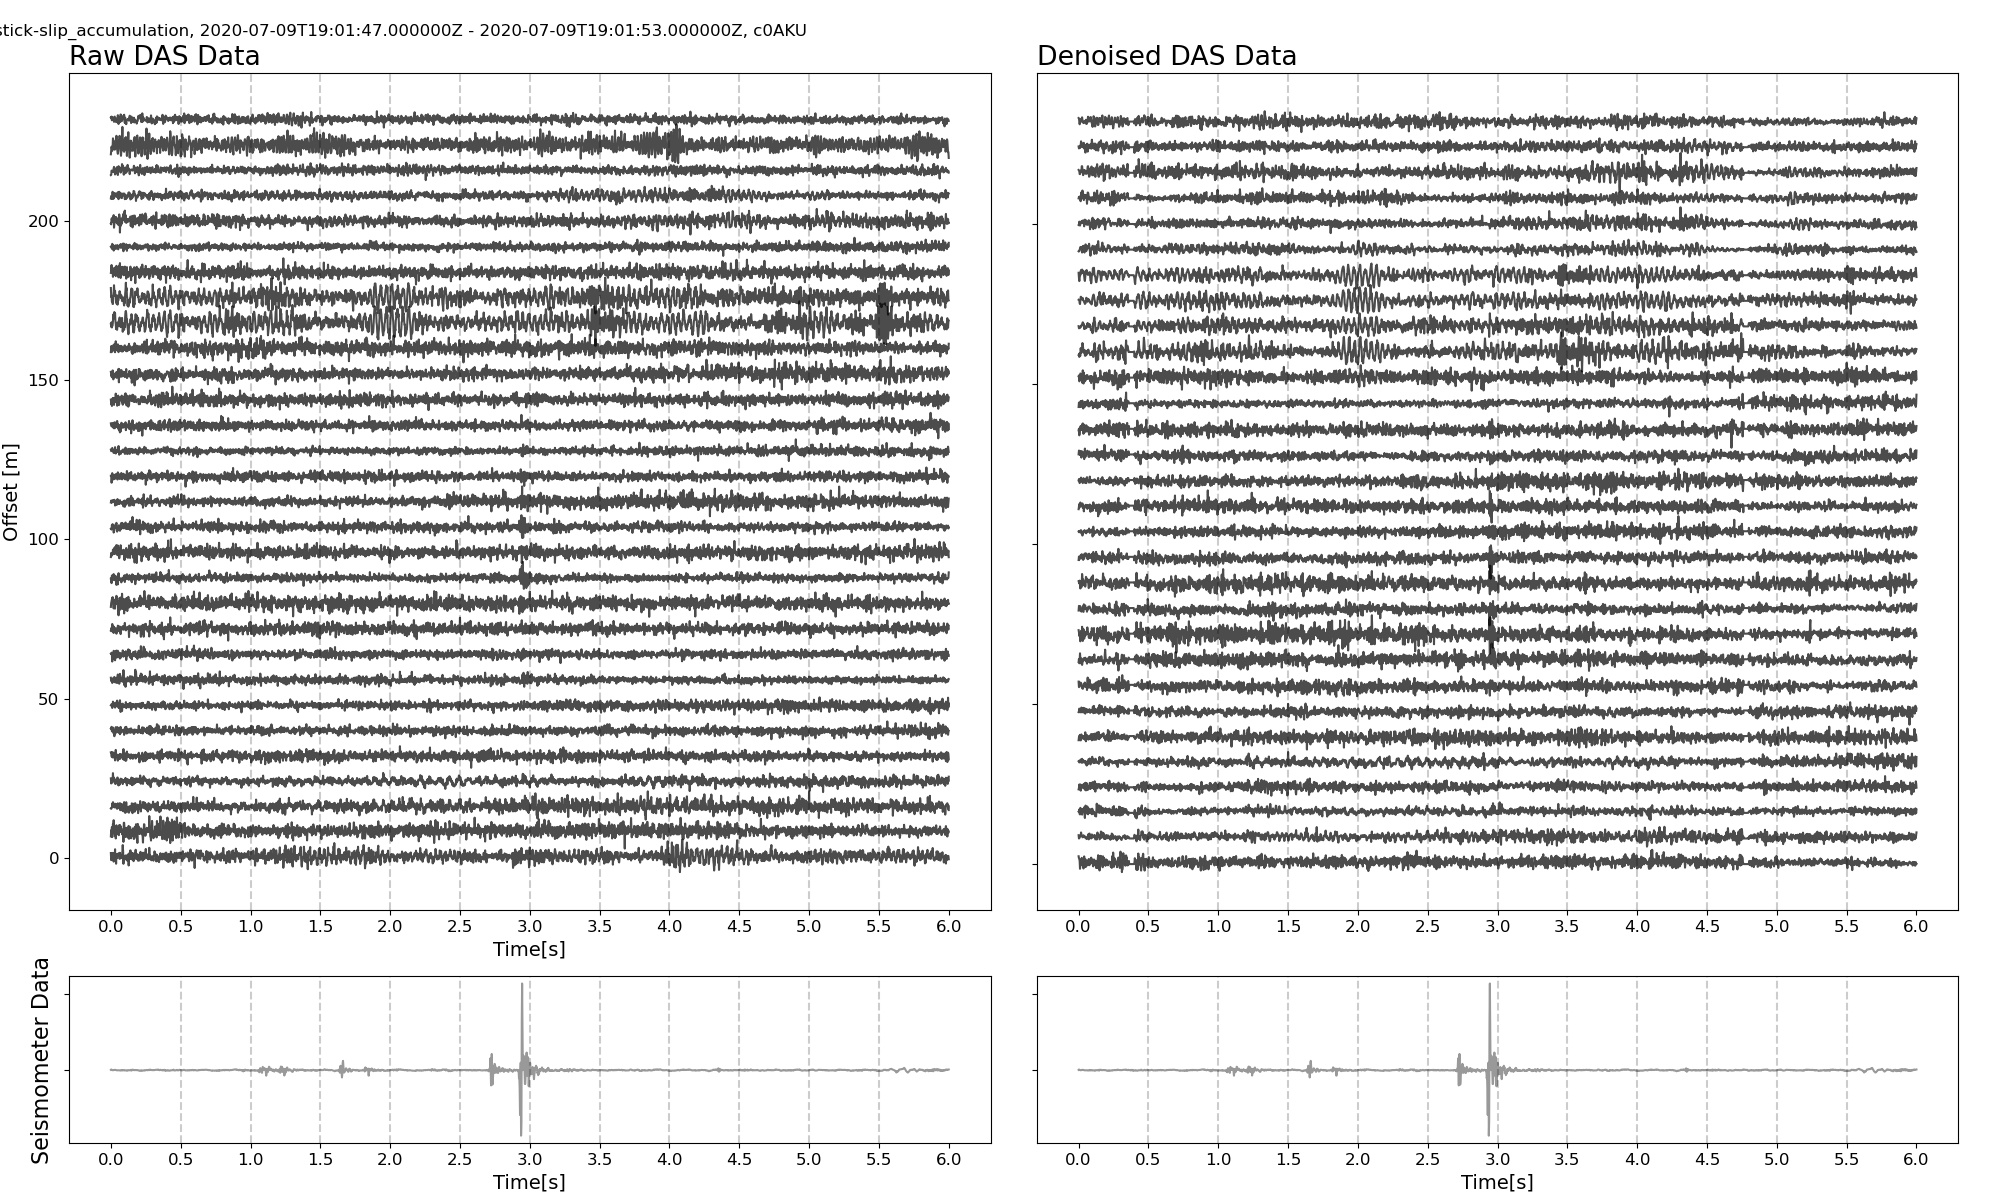 stick-slip_accumulation, 2020-07-09T19:01:47.000000Z - 2020-07-09T19:01:53.000000Z, c0AKU
Raw DAS Data
Denoised DAS Data
Offset [m]
200
150
100
50
0
0.0 0.5 1.0 1.5 2.0 2.5 3.0 3.5 4.0 4.5 5.0 5.5 6.0
Time[s]
0.0 0.5 1.0 1.5 2.0 2.5 3.0 3.5 4.0 4.5 5.0 5.5 6.0
Seismometer Data
0.0 0.5 1.0 1.5 2.0 2.5 3.0 3.5 4.0 4.5 5.0 5.5 6.0
Time[s]
0.0 0.5 1.0 1.5 2.0 2.5 3.0 3.5 4.0 4.5 5.0 5.5 6.0
Time[s]